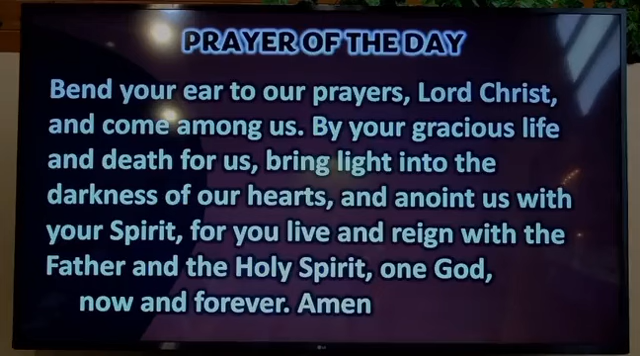 PRAYER OF THE DAY
Bend your ear to our prayers, Lord Christ,
and come among us. By your gracious life
and death for us, bring light into the
darkness of our hearts, and anoint us with
your Spirit, for you live and reign with the
Father and the Holy Spirit, one God,
now and forever. Amen